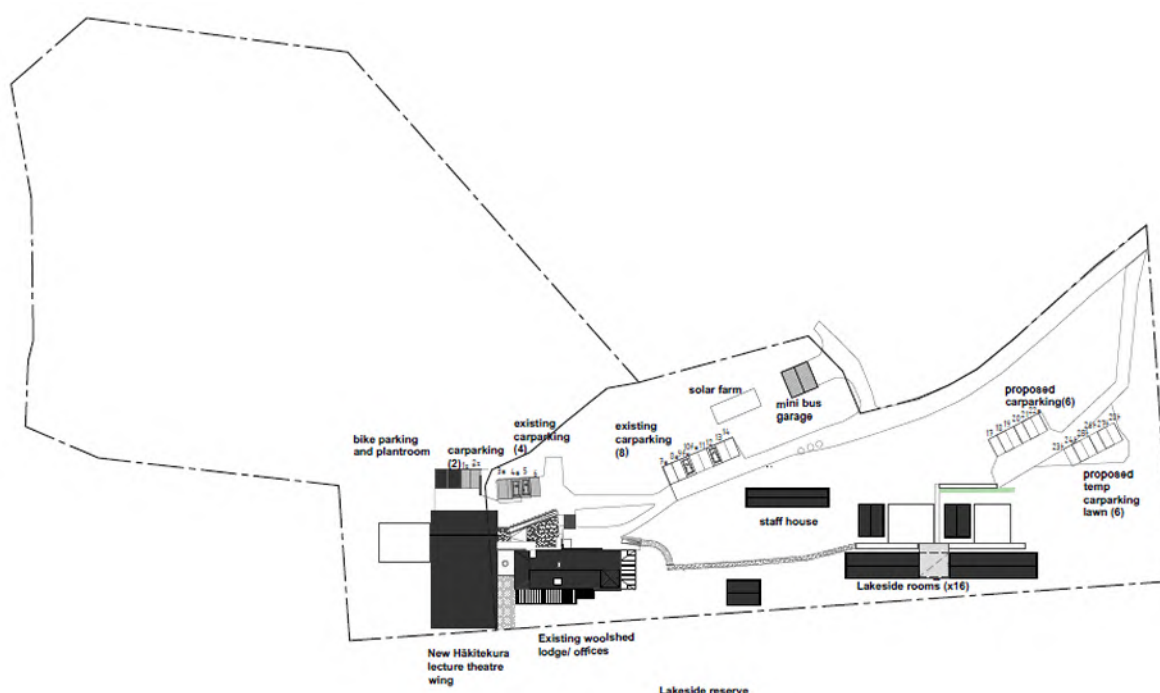 solar farm
mini bus
garage
proposed
carparking(6)
existing
carparking
(4)
existing
carparking
(8)
bike parking
and plantroom
carparking
(2)
proposed
temp
carparking
lawn (6)
staff house
Lakeside rooms (x16)
Existing woolshed
lodge/ offices
New Hākitekura
lecture theatre
wing
Lakeside reserve